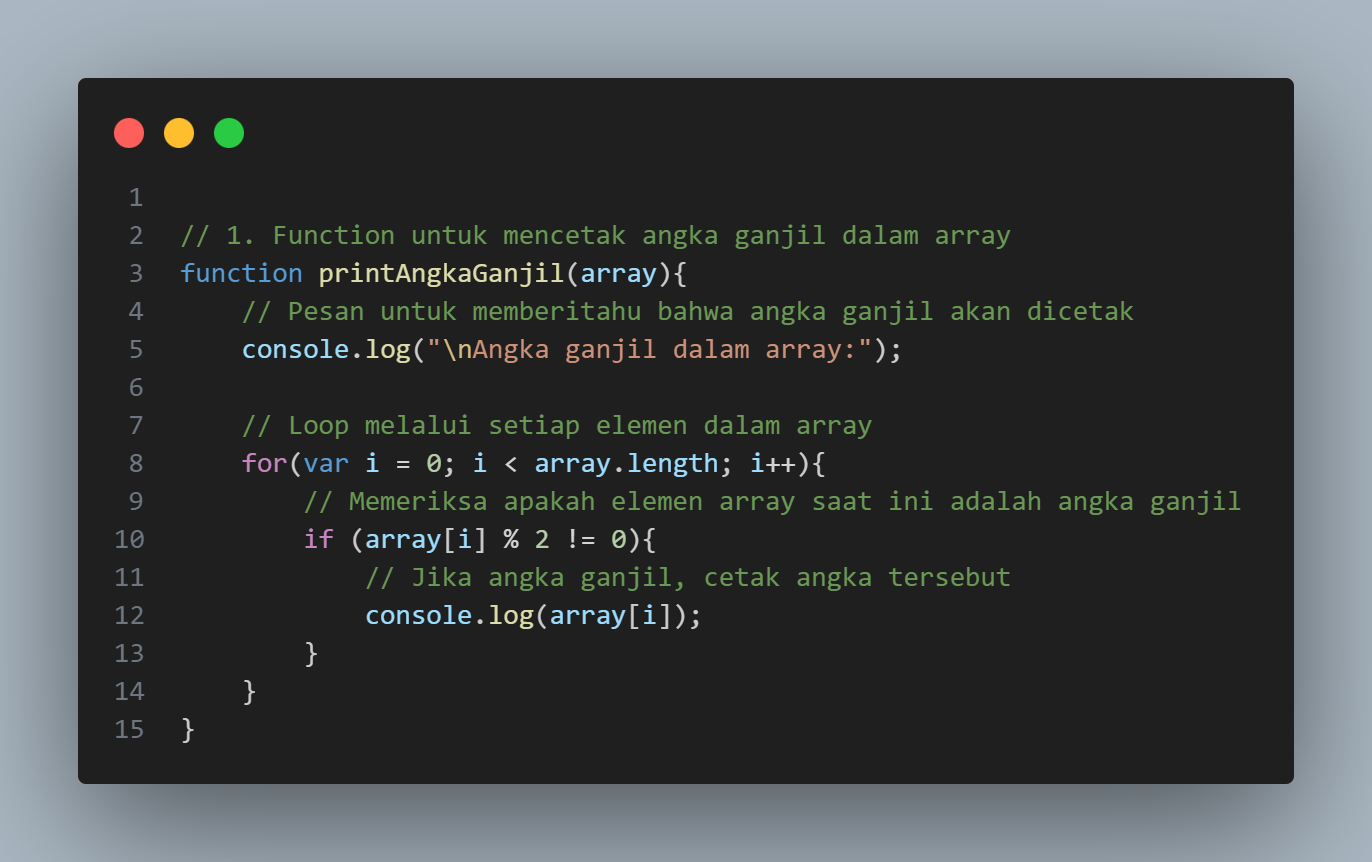 1
2 // 1. Function untuk mencetak angka ganjil dalam array
3 function printAngkaGanjil(array){
4     // Pesan untuk memberitahu bahwa angka ganjil akan dicetak
5     console.log("\nAngka ganjil dalam array:");
6
7     // Loop melalui setiap elemen dalam array
8     for(var i = 0; i < array.length; i++){
9         // Memeriksa apakah elemen array saat ini adalah angka ganjil
10         if (array[i] % 2 != 0){
11             // Jika angka ganjil, cetak angka tersebut
12             console.log(array[i]);
13         }
14     }
15 }